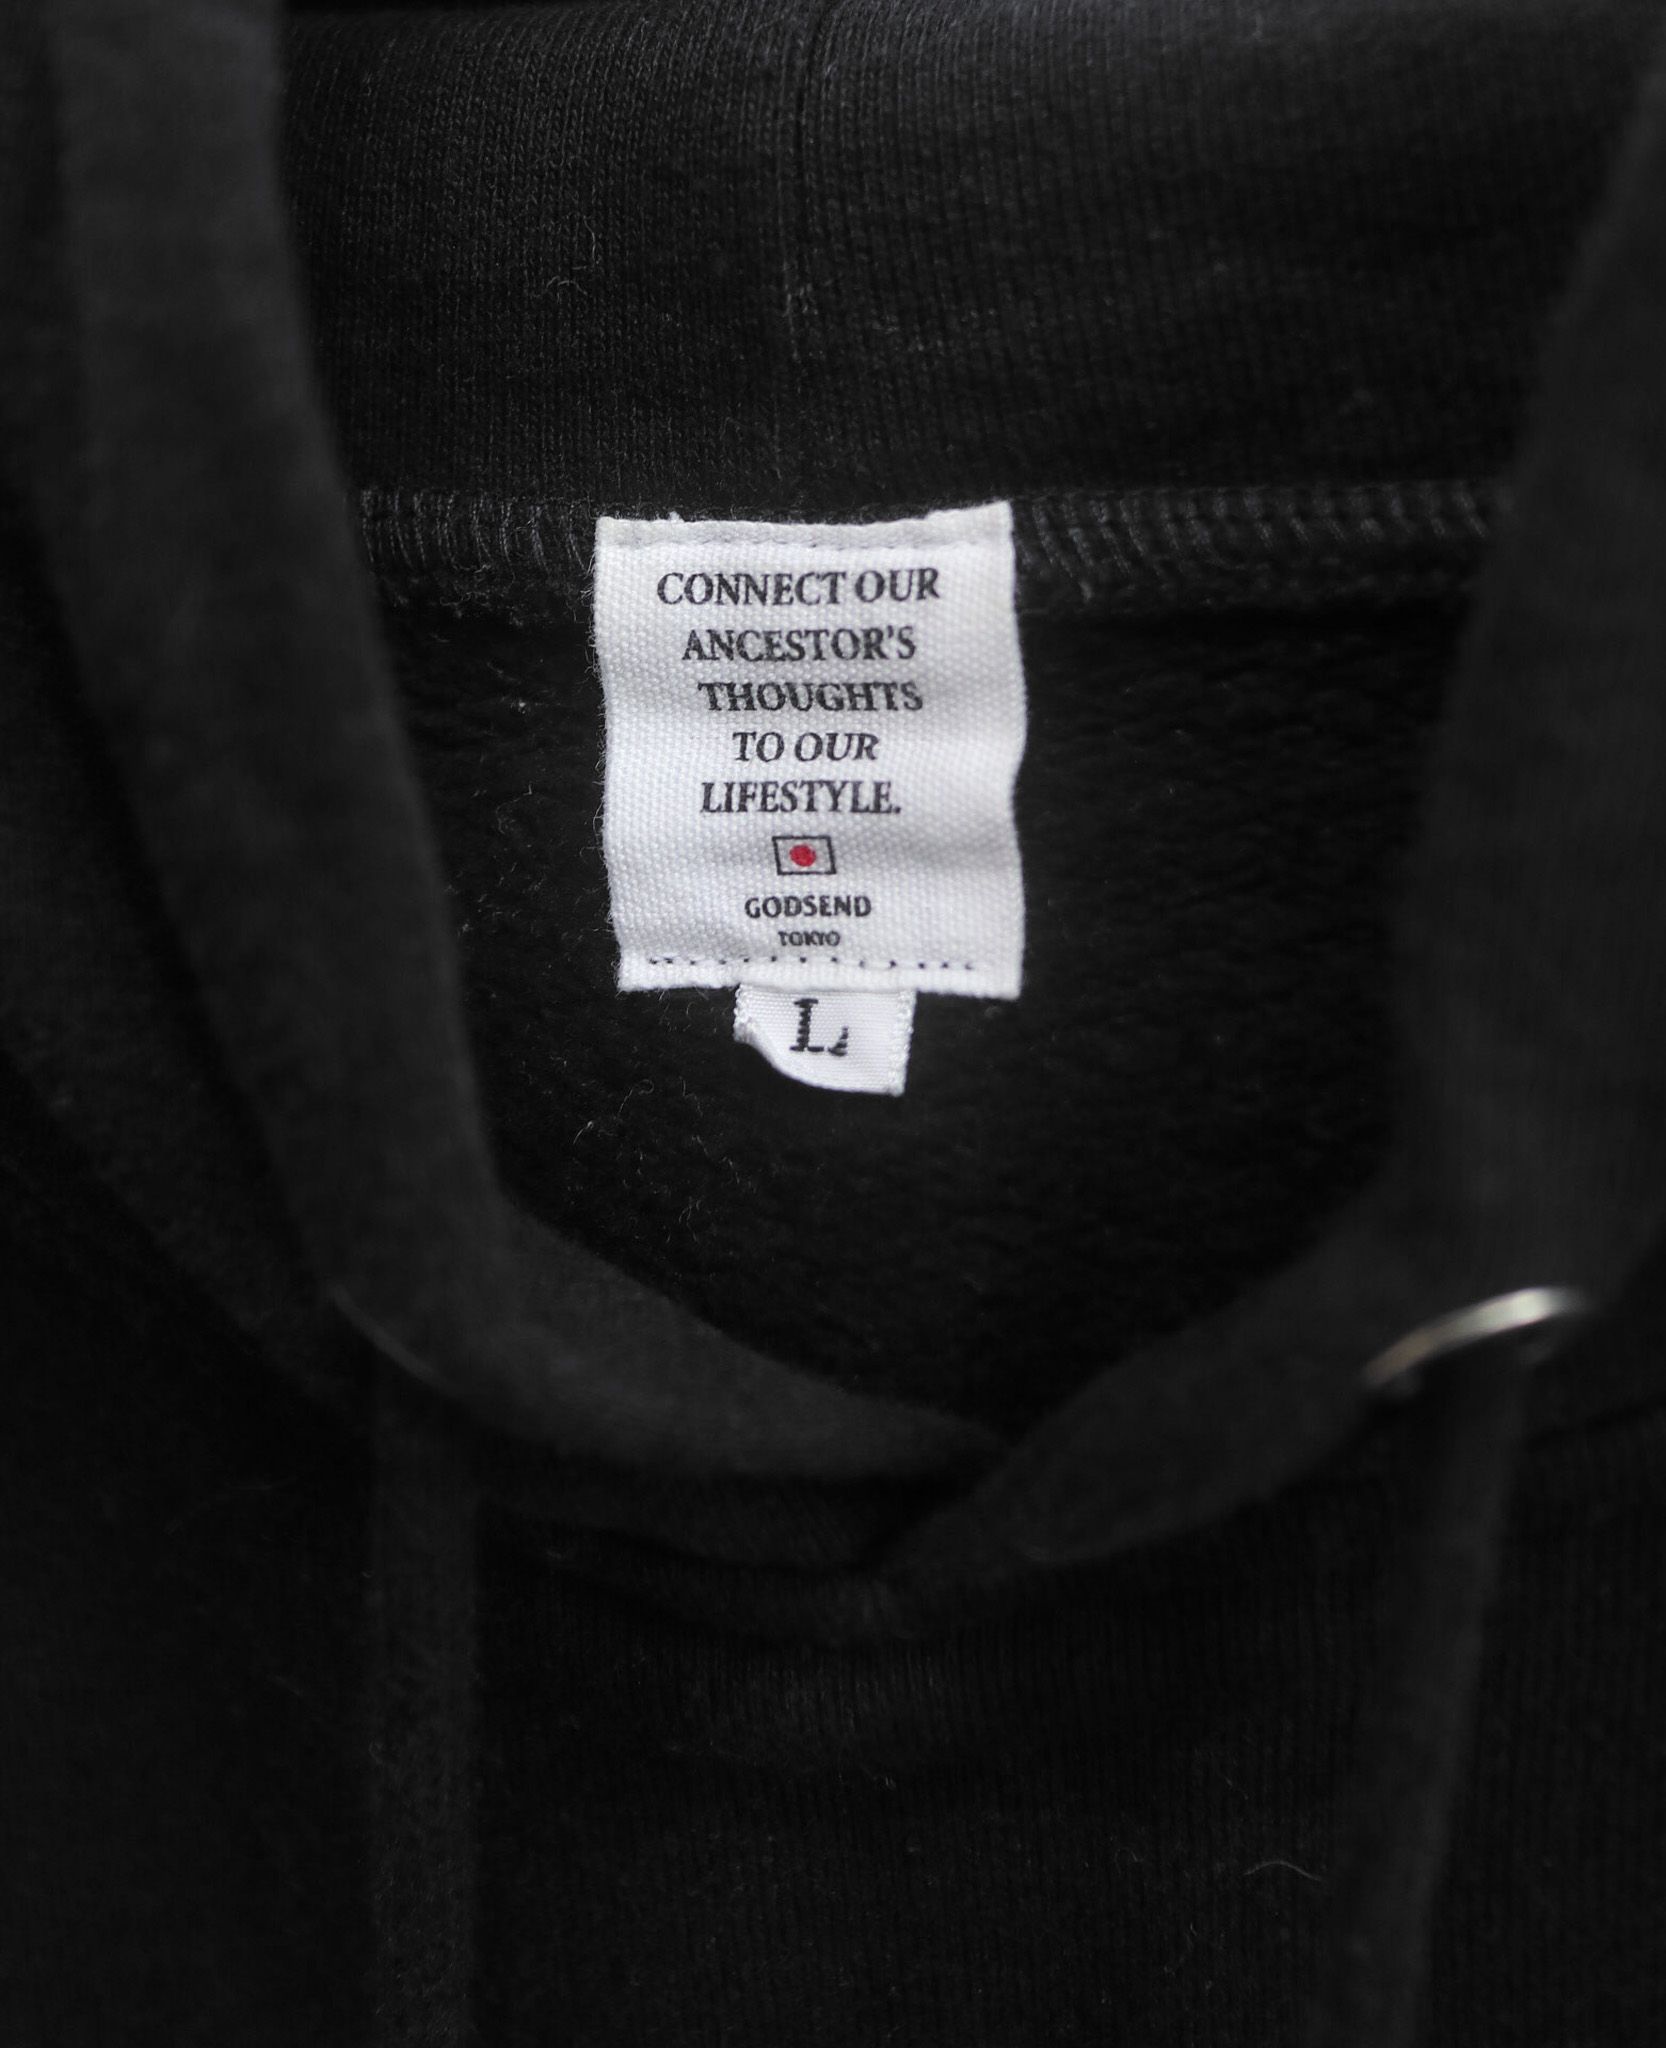 CONNECT OUR
ANCESTOR'S
THOUGHTS
TO OUR
LIFESTYLE.
GODSEND
TOKYO
L